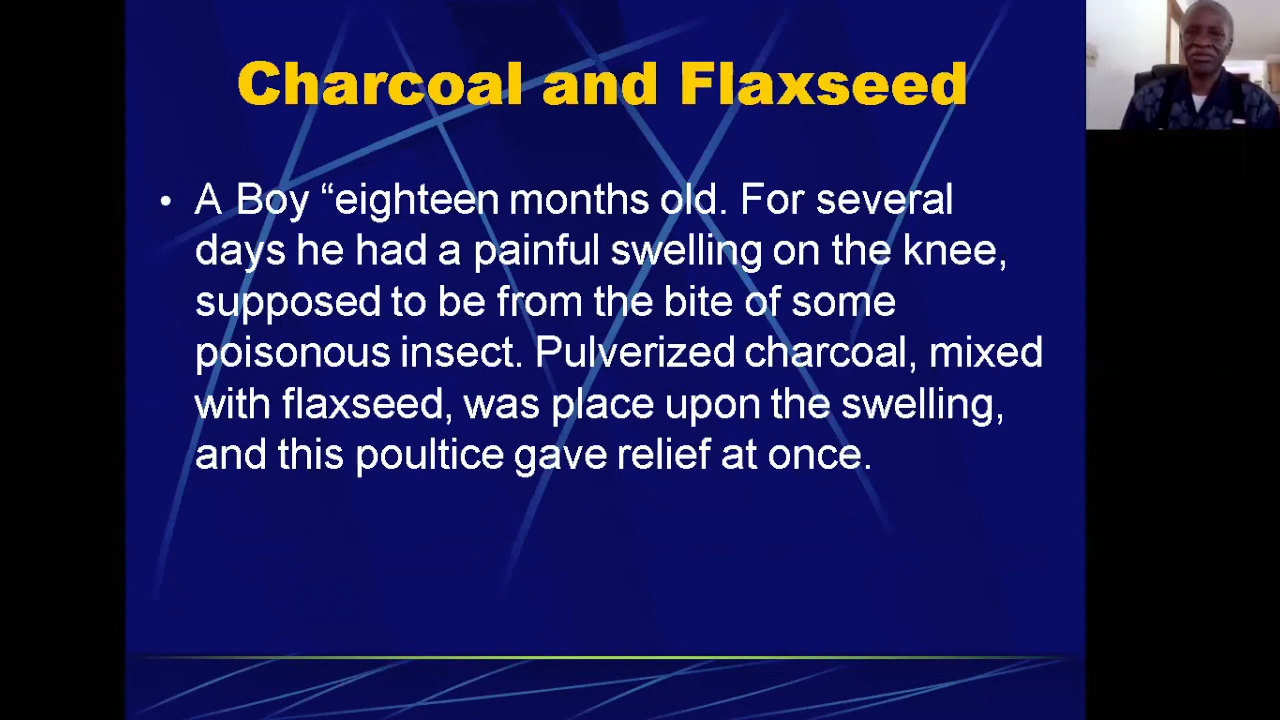 Charcoal and Flaxseed
• A Boy “eighteen months old. For several
days he had a painful swelling on the knee,
supposed to be from the bite of some
poisonous insect. Pulverized charcoal, mixed
with flaxseed, was place upon the swelling,
and this poultice gave relief at once.